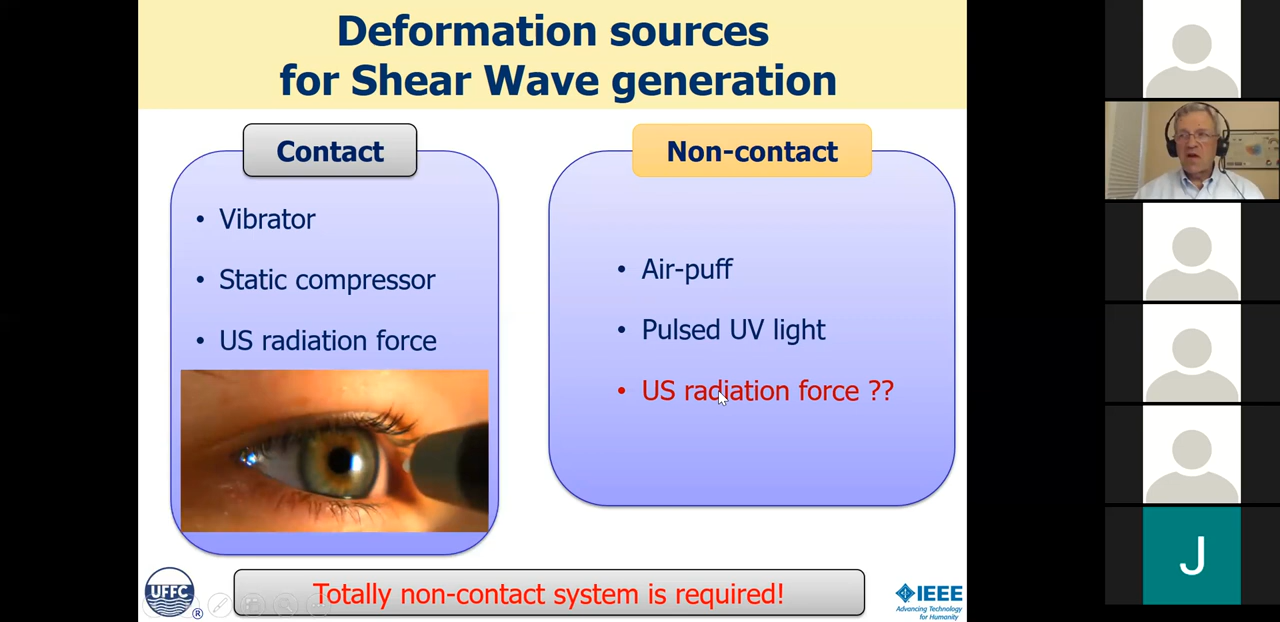 Deformation sources
for Shear Wave generation
Contact
• Vibrator
• Static compressor
• US radiation force
Non-contact
• Air-puff
• Pulsed UV light
• US radiation force ??
Totally non-contact system is required!
UFFC
®
IEEE
Advancing Technology
for Humanity
J